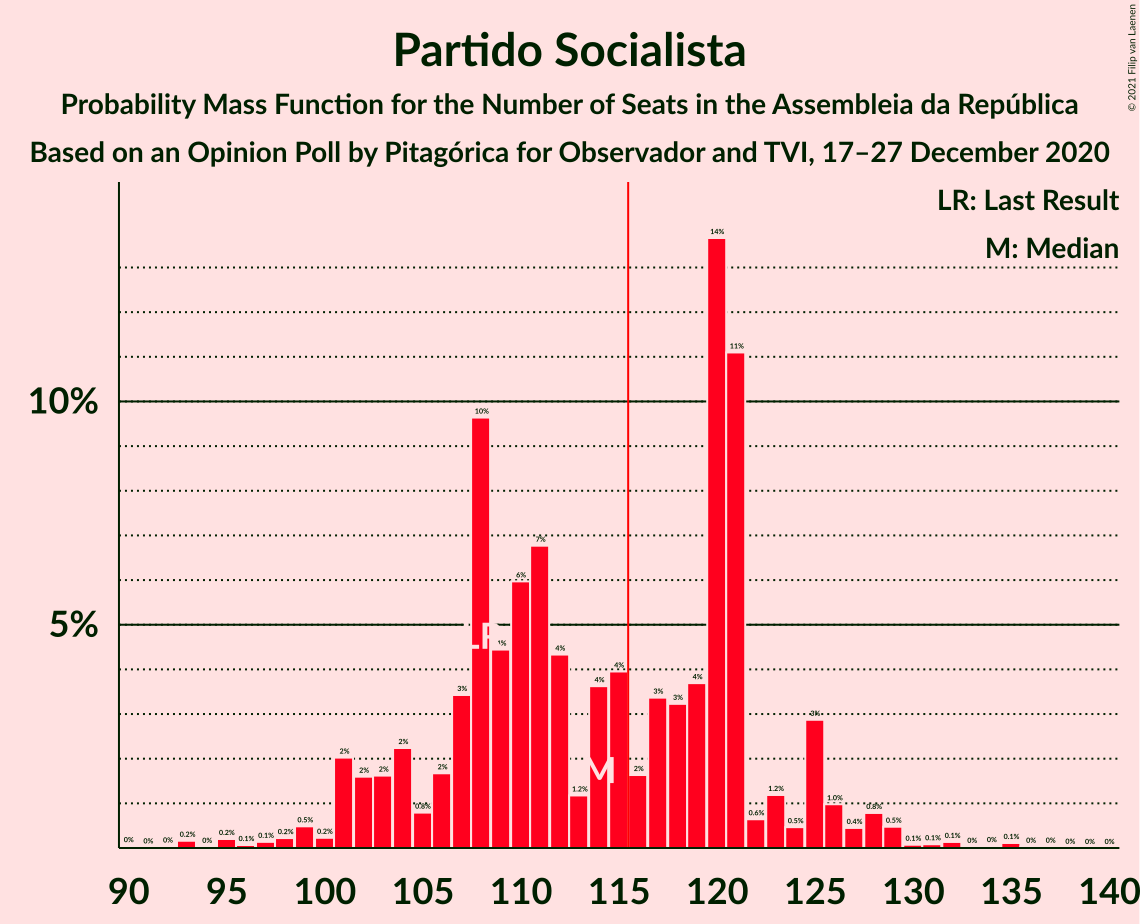 Partido Socialista
Probability Mass Function for the Number of Seats in the Assembleia da República
Based on an Opinion Poll by Pitagórica for Observador and TVI, 17–27 December 2020
© 2021 Filip van Laenen
LR: Last Result
M: Median
10%
5%
0% 0% 0% 0.2% 0% 0.2% 0.1% 0.1% 0.2% 0.5% 0.2% 2% 2% 2% 2% 0.8% 2% 3% 10% 4% 6% 7% 4% 1.2% 4% 4% 2% 3% 3% 4% 14% 11% 0.6% 1.2% 0.5% 3% 1.0% 0.4% 0.8% 0.5% 0.1% 0.1% 0.1% 0% 0% 0.1% 0% 0% 0% 0% 0%
LR
M
90 95 100 105 110 115 120 125 130 135 140